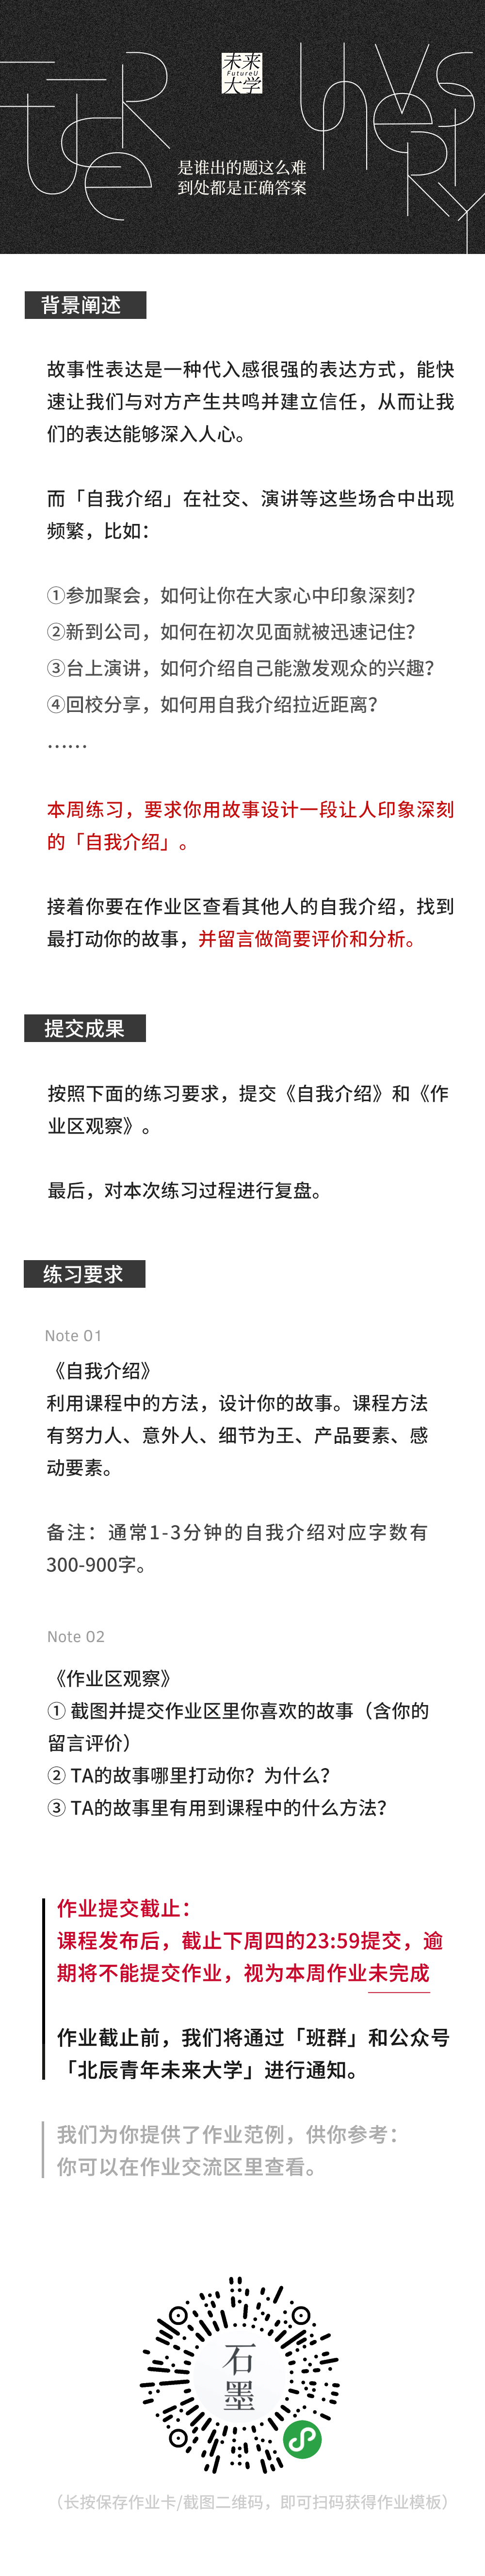 未来
FutureU
大学
FUTURE
UNIVERSITY
是谁出的题这么难
到处都是正确答案
背景阐述
故事性表达是一种代入感很强的表达方式，能快
速让我们与对方产生共鸣并建立信任，从而让我
们的表达能够深入人心。
而「自我介绍」在社交、演讲等这些场合中出现
频繁，比如：
①参加聚会，如何让你在大家心中印象深刻？
②新到公司，如何在初次见面就被迅速记住？
③台上演讲，如何介绍自己能激发观众的兴趣？
④回校分享，如何用自我介绍拉近距离？
……
本周练习，要求你用故事设计一段让人印象深刻
的「自我介绍」。
接着你要在作业区查看其他人的自我介绍，找到
最打动你的故事，并留言做简要评价和分析。
提交成果
按照下面的练习要求，提交《自我介绍》和《作
业区观察》。
最后，对本次练习过程进行复盘。
练习要求
Note 01
《自我介绍》
利用课程中的方法，设计你的故事。课程方法
有努力人、意外人、细节为王、产品要素、感
动要素。
备注：通常1-3分钟的自我介绍对应字数有
300-900字。
Note 02
《作业区观察》
① 截图并提交作业区里你喜欢的故事（含你的
留言评价）
② TA的故事哪里打动你？为什么？
③ TA的故事里有用到课程中的什么方法？
作业提交截止：
课程发布后，截止下周四的23:59提交，逾
期将不能提交作业，视为本周作业未完成
作业截止前，我们将通过「班群」和公众号
「北辰青年未来大学」进行通知。
我们为你提供了作业范例，供你参考：
你可以在作业交流区里查看。
石
墨
（长按保存作业卡/截图二维码，即可扫码获得作业模板）